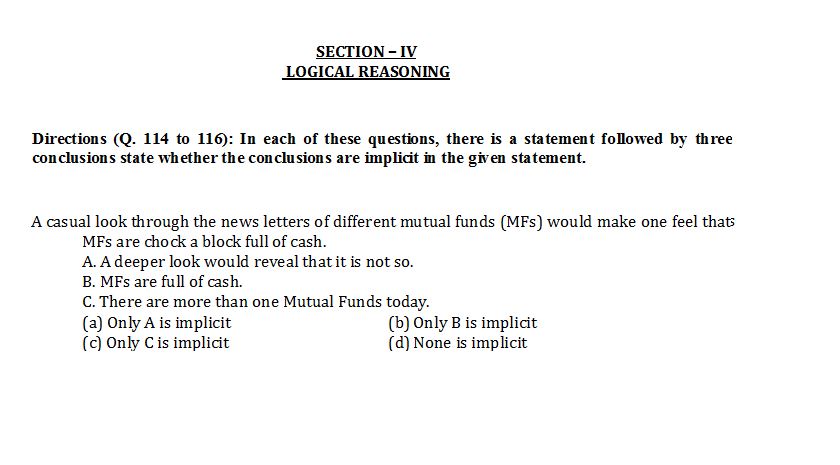 SECTION – IV
LOGICAL REASONING
Directions (Q. 114 to 116): In each of these questions, there is a statement followed by three
conclusions state whether the conclusions are implicit in the given statement.
A casual look through the news letters of different mutual funds (MFs) would make one feel thats
MFs are chock a block full of cash.
A. A deeper look would reveal that it is not so.
B. MFs are full of cash.
C. There are more than one Mutual Funds today.
(a) Only A is implicit (b) Only B is implicit
(c) Only C is implicit (d) None is implicit